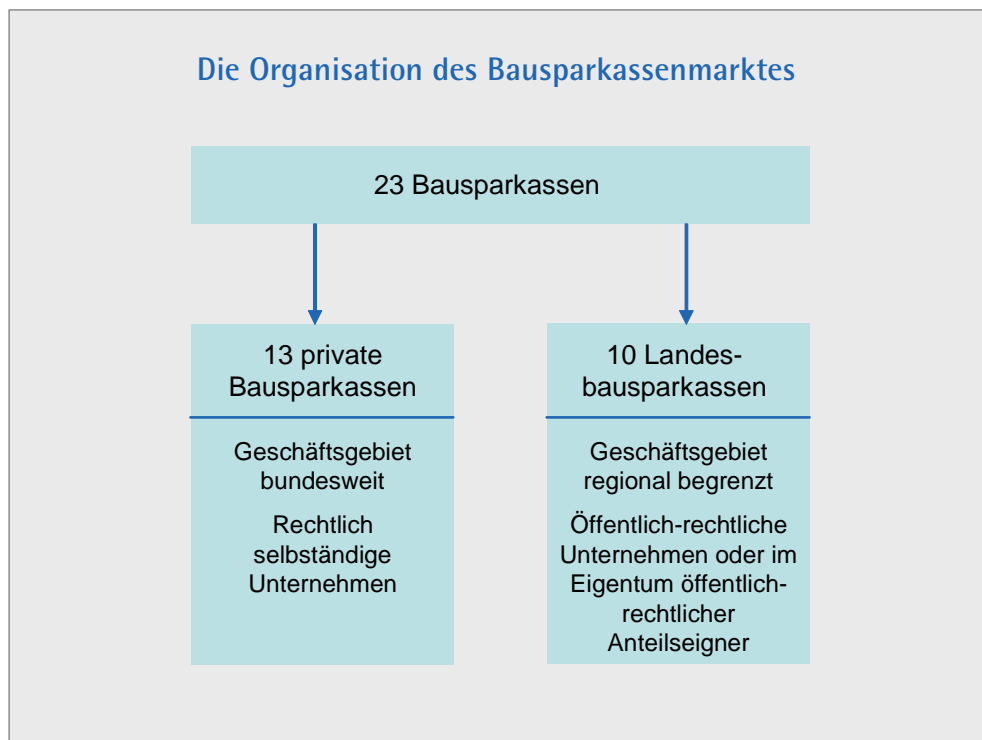 Die Organisation des Bausparkassenmarktes
23 Bausparkassen
13 private
Bausparkassen
Geschäftsgebiet
bundesweit
Rechtlich
selbständige
Unternehmen
10 Landes-
bausparkassen
Geschäftsgebiet
regional begrenzt
Öffentlich-rechtliche
Unternehmen oder im
Eigentum öffentlich-
rechtlicher
Anteilseigner